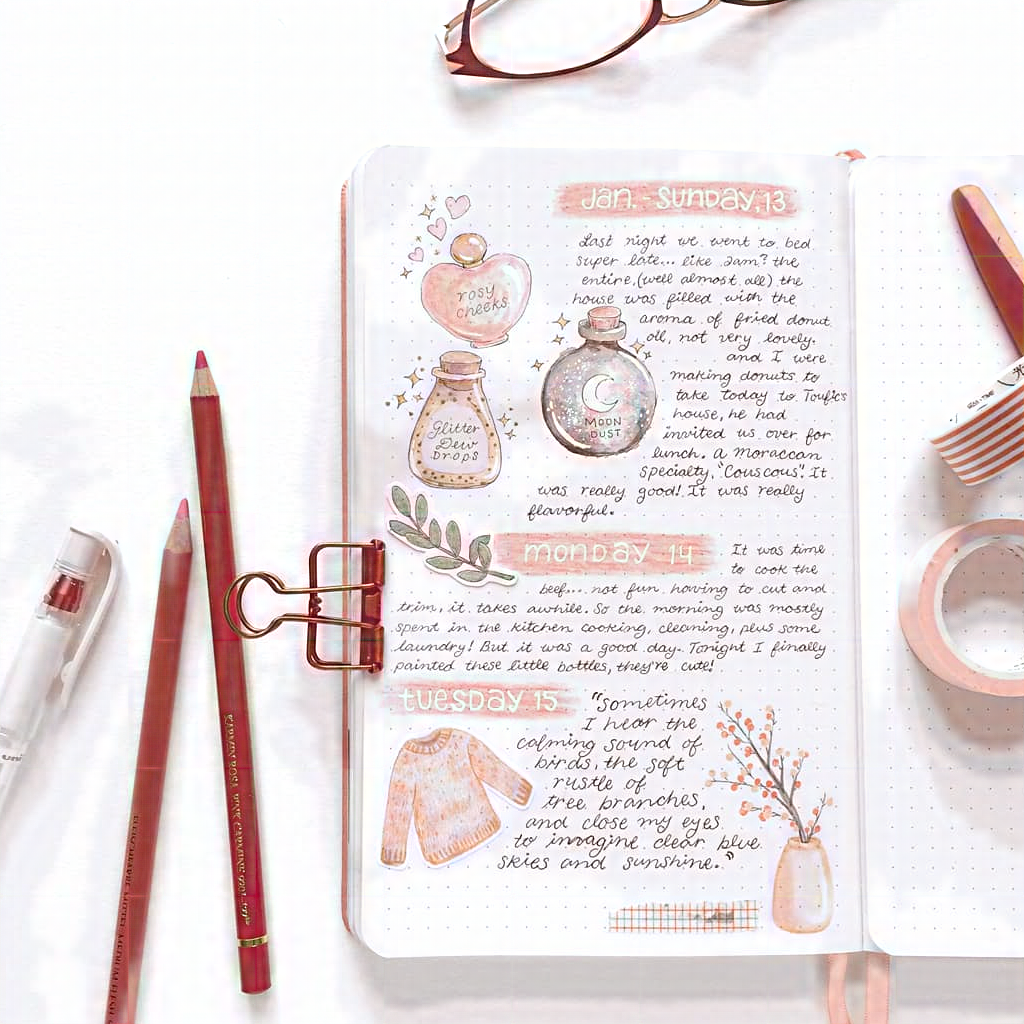 Jan. - Sunday, 13
Last night we went to bed
super late... like 2am? the
entire (well almost all) the
house was filled with the
aroma of fried donut
oil, not very lovely.
and I were
making donuts to
take today to Toufic's
house, he had
invited us over for
lunch. A Moraccan
specialty, "Couscous". It
was really good! It was really
flavorful.
rosy
cheeks
Glitter
Dew
Drops
MOON
DUST
monday 14
It was time
to cook the
beef... not fun having to cut and
trim, it takes awhile. So the morning was mostly
spent in the kitchen cooking, cleaning, plus some
laundry! But it was a good day. Tonight I finally
painted these little bottles, they're cute!
tuesday 15
"sometimes
I hear the
calming sound of
birds, the soft
rustle of
tree branches,
and close my eyes
to imagine clear blue
skies and sunshine."